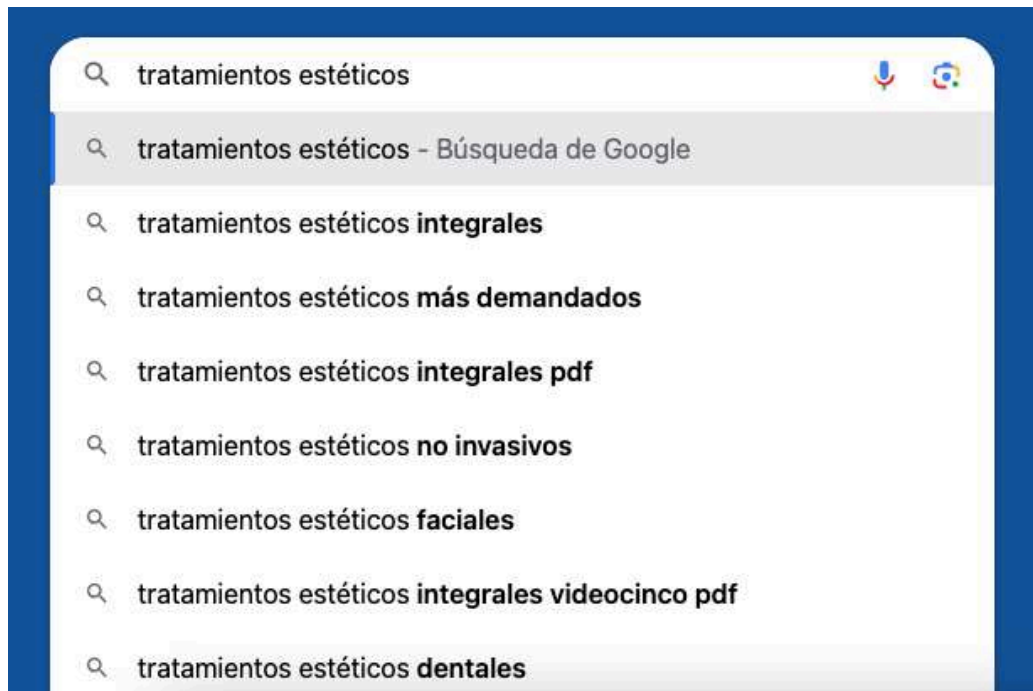 tratamientos estéticos
tratamientos estéticos - Búsqueda de Google
tratamientos estéticos integrales
tratamientos estéticos más demandados
tratamientos estéticos integrales pdf
tratamientos estéticos no invasivos
tratamientos estéticos faciales
tratamientos estéticos integrales videocinco pdf
tratamientos estéticos dentales